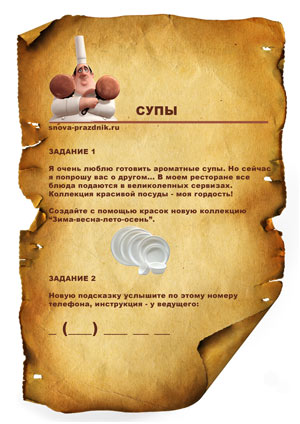 СУПЫ
snova-prazdnik.ru
ЗАДАНИЕ 1
Я очень люблю готовить ароматные супы. Но сейчас
я попрошу вас о другом... В моем ресторане все
блюда подаются в великолепных сервизах.
Коллекция красивой посуды - моя гордость!
Создайте с помощью красок новую коллекцию
“Зима-весна-лето-осень”.
ЗАДАНИЕ 2
Новую подсказку услышите по этому номеру
телефона, инструкция - у ведущего:
_ (___) ___ __ __